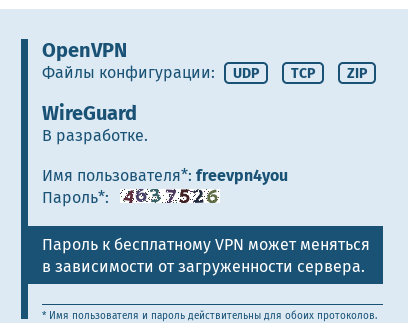 OpenVPN
Файлы конфигурации: UDP TCP ZIP
WireGuard
В разработке.
Имя пользователя*: freevpn4you
Пароль*: 4637526
Пароль к бесплатному VPN может меняться
в зависимости от загруженности сервера.
* Имя пользователя и пароль действительны для обоих протоколов.